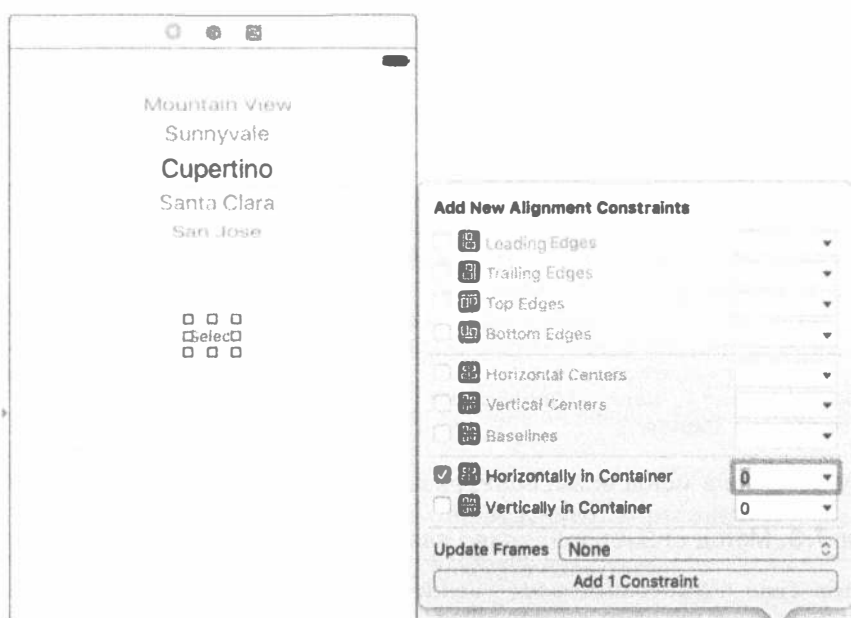 Mountain View
Sunnyvale
Cupertino
Santa Clara
San Jose
Selec
Add New Alignment Constraints
Leading Edges
Trailing Edges
Top Edges
Bottom Edges
Horizontal Centers
Vertical Centers
Baselines
Horizontally in Container 0
Vertically in Container 0
Update Frames None
Add 1 Constraint